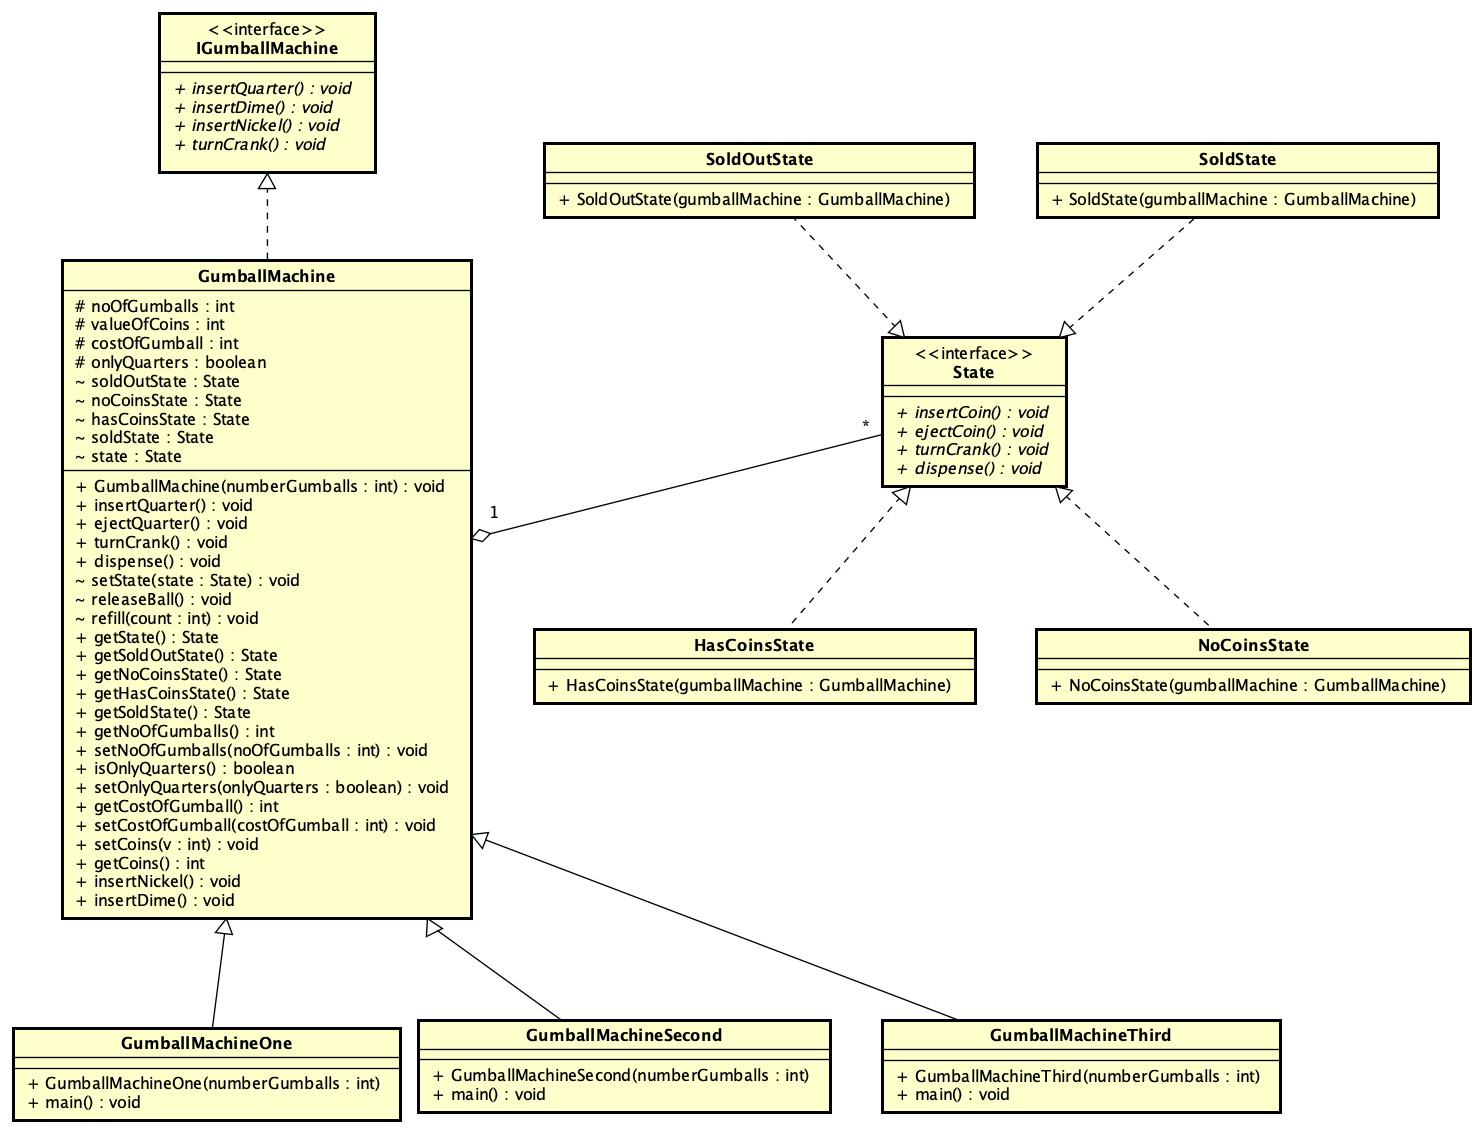 <<interface>>
IGumballMachine
+ insertQuarter() : void
+ insertDime() : void
+ insertNickel() : void
+ turnCrank() : void
SoldOutState
+ SoldOutState(gumballMachine : GumballMachine)
SoldState
+ SoldState(gumballMachine : GumballMachine)
GumballMachine
# noOfGumballs : int
# valueOfCoins : int
# costOfGumball : int
# onlyQuarters : boolean
~ soldOutState : State
~ noCoinsState : State
~ hasCoinsState : State
~ soldState : State
~ state : State
+ GumballMachine(numberGumballs : int) : void
+ insertQuarter() : void
+ ejectQuarter() : void
+ turnCrank() : void
+ dispense() : void
~ setState(state : State) : void
~ releaseBall() : void
~ refill(count : int) : void
+ getState() : State
+ getSoldOutState() : State
+ getNoCoinsState() : State
+ getHasCoinsState() : State
+ getSoldState() : State
+ getNoOfGumballs() : int
+ setNoOfGumballs(noOfGumballs : int) : void
+ isOnlyQuarters() : boolean
+ setOnlyQuarters(onlyQuarters : boolean) : void
+ getCostOfGumball() : int
+ setCostOfGumball(costOfGumball : int) : void
+ setCoins(v : int) : void
+ getCoins() : int
+ insertNickel() : void
+ insertDime() : void
1
*
<<interface>>
State
+ insertCoin() : void
+ ejectCoin() : void
+ turnCrank() : void
+ dispense() : void
HasCoinsState
+ HasCoinsState(gumballMachine : GumballMachine)
NoCoinsState
+ NoCoinsState(gumballMachine : GumballMachine)
GumballMachineOne
+ GumballMachineOne(numberGumballs : int)
+ main() : void
GumballMachineSecond
+ GumballMachineSecond(numberGumballs : int)
+ main() : void
GumballMachineThird
+ GumballMachineThird(numberGumballs : int)
+ main() : void